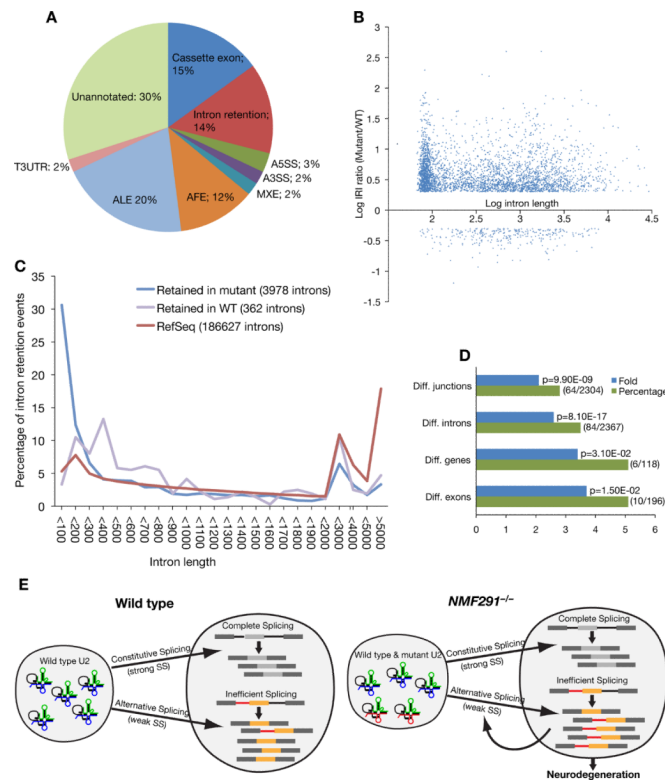 A
Cassette exon;
15%
Unannotated: 30%
Intron retention;
14%
T3UTR: 2%
A5SS; 3%
A3SS; 2%
MXE; 2%
ALE 20%
AFE; 12%
B
Log IRI ratio (Mutant/WT)
3
2.5
2
1.5
1
0.5
0
-0.5
-1
-1.5
Log intron length
2 2.5 3 3.5 4 4.5
C
Percentage of intron retention events
35
30
25
20
15
10
5
0
Retained in mutant (3978 introns)
Retained in WT (362 introns)
RefSeq (186627 introns)
<100
<200
<300
<400
<500
<600
<700
<800
<900
<1000
<1100
<1200
<1300
<1400
<1500
<1600
<1700
<1800
<1900
<2000
<3000
<4000
<5000
>5000
Intron length
D
Fold
Percentage
Diff. junctions
p=9.90E-09
(64/2304)
Diff. introns
p=8.10E-17
(84/2367)
Diff. genes
p=3.10E-02
(6/118)
Diff. exons
p=1.50E-02
(10/196)
0 1 2 3 4 5 6
E
Wild type
Wild type U2
Constitutive Splicing
(strong SS)
Alternative Splicing
(weak SS)
Complete Splicing
Inefficient Splicing
NMF291–/–
Wild type & mutant U2
Constitutive Splicing
(strong SS)
Alternative Splicing
(weak SS)
Complete Splicing
Inefficient Splicing
Neurodegeneration